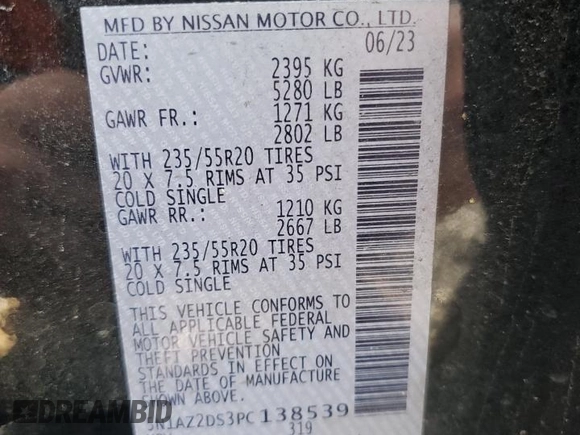 MFD BY NISSAN MOTOR CO., LTD.
DATE: 06/23
GVWR: 2395 KG
5280 LB
GAWR FR.: 1271 KG
2802 LB
WITH 235/55R20 TIRES
20 X 7.5 RIMS AT 35 PSI
COLD SINGLE
GAWR RR.: 1210 KG
2667 LB
WITH 235/55R20 TIRES
20 X 7.5 RIMS AT 35 PSI
COLD SINGLE
THIS VEHICLE CONFORMS TO
ALL APPLICABLE FEDERAL
MOTOR VEHICLE SAFETY AND
THEFT PREVENTION
STANDARDS IN EFFECT ON
THE DATE OF MANUFACTURE
AZ2DS3PC138539
319
DREAMBID